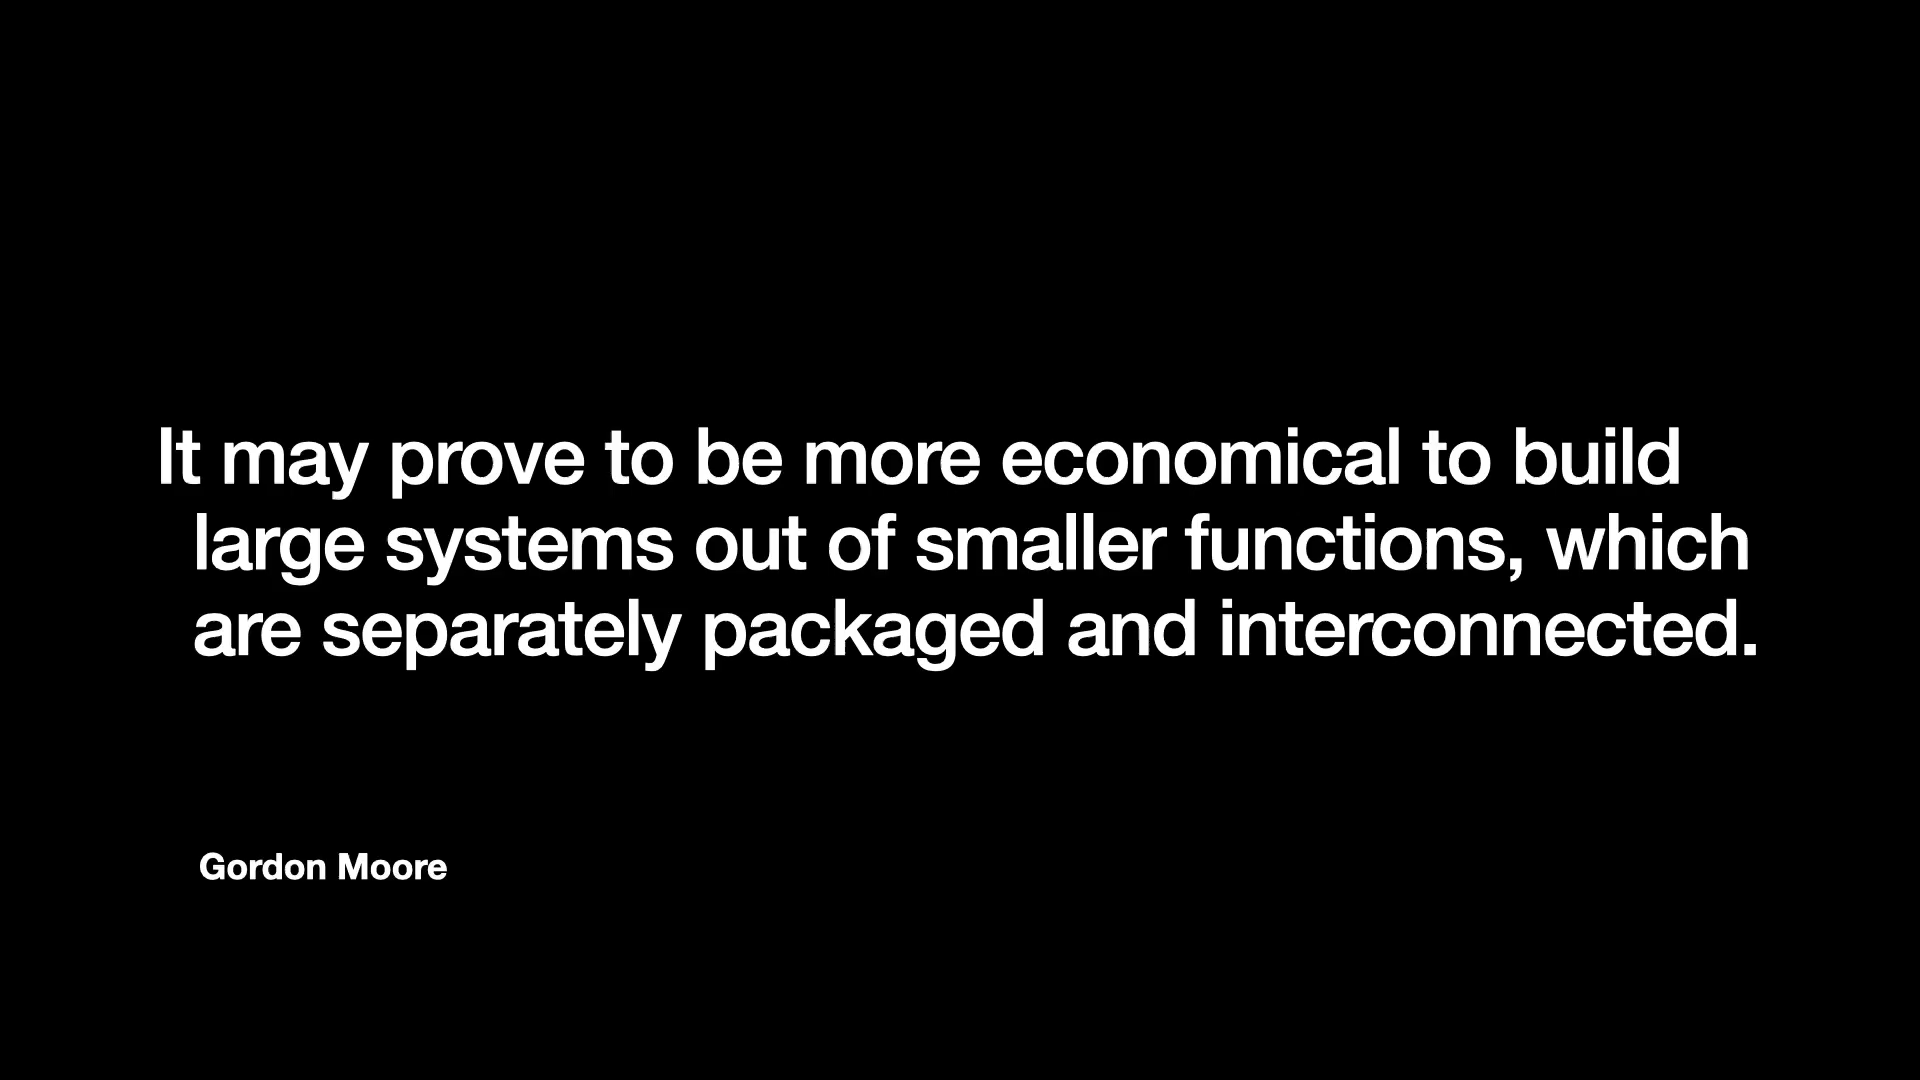 It may prove to be more economical to build
large systems out of smaller functions, which
are separately packaged and interconnected.
Gordon Moore